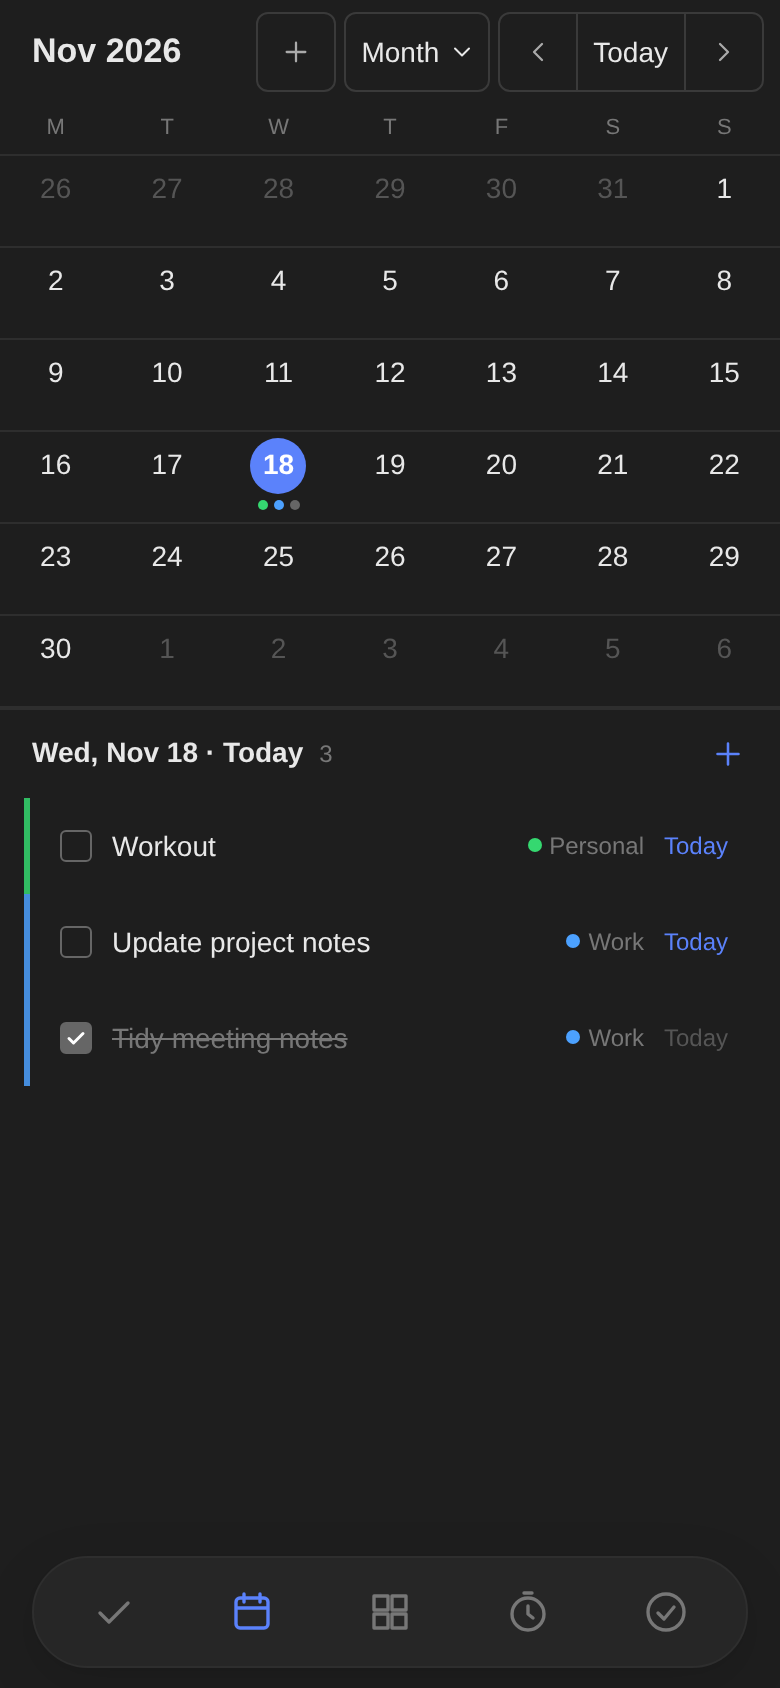 Nov 2026 Month Today
M T W T F S S
26 27 28 29 30 31 1
2 3 4 5 6 7 8
9 10 11 12 13 14 15
16 17 18 19 20 21 22
23 24 25 26 27 28 29
30 1 2 3 4 5 6
Wed, Nov 18 · Today 3
Workout Personal Today
Update project notes Work Today
Tidy meeting notes Work Today